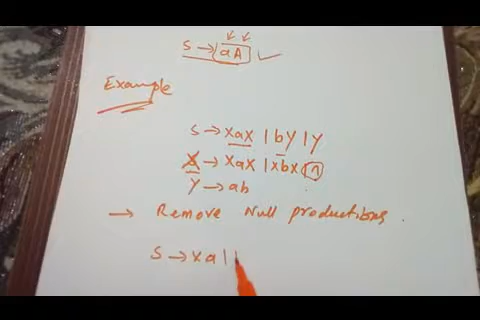 S → aA ✓
Example
S → XaX | bY | Y
X → XaX | XbX | n
Y → ab
→ Remove Null productions.
S → Xa |